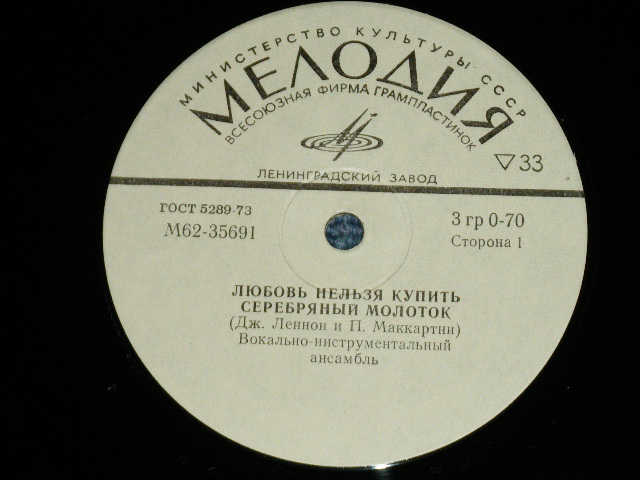 МИНИСТЕРСТВО КУЛЬТУРЫ СССР
МЕЛОДИЯ
ВСЕСОЮЗНАЯ ФИРМА ГРАМПЛАСТИНОК
▽33
ЛЕНИНГРАДСКИЙ ЗАВОД
ГОСТ 5289-73
М62-35691
3 гр 0-70
Сторона 1
ЛЮБОВЬ НЕЛЬЗЯ КУПИТЬ
СЕРЕБРЯНЫЙ МОЛОТОК
(Дж. Леннон и П. Маккартни)
Вокально-инструментальный
ансамбль